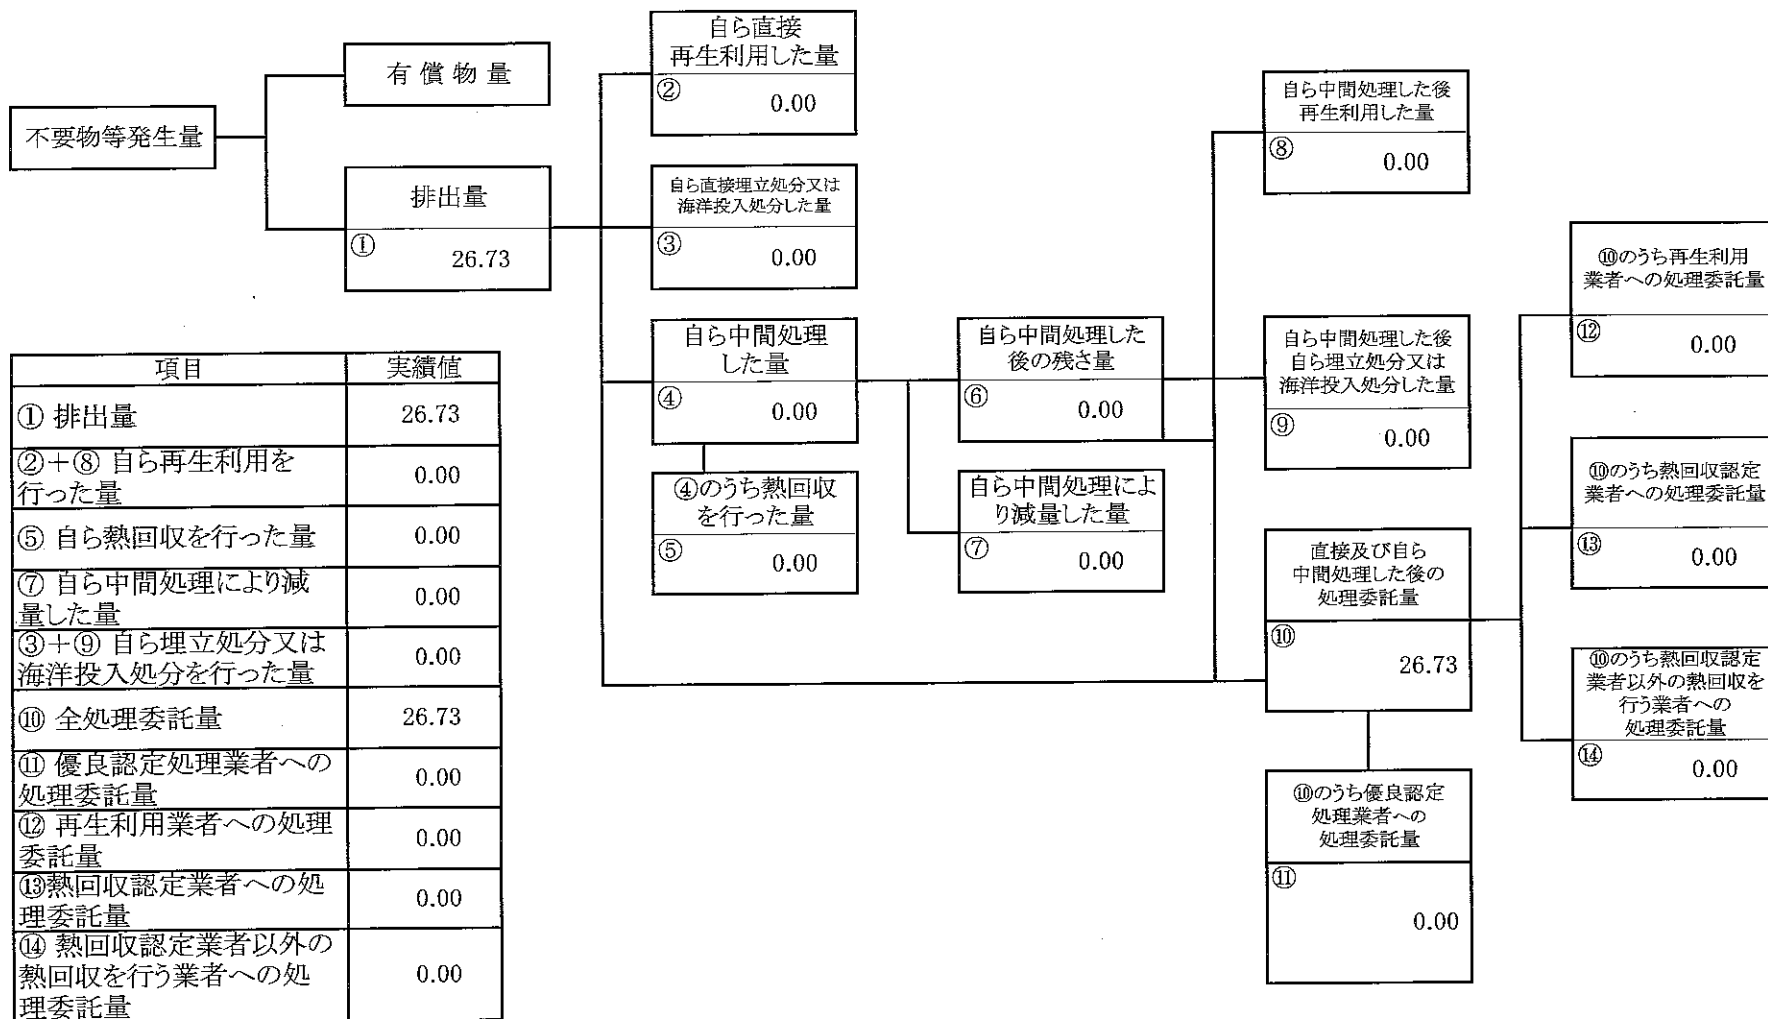 不要物等発生量
有償物量
排出量
①
26.73
自ら直接
再生利用した量
②
0.00
自ら直接埋立処分又は
海洋投入処分した量
③
0.00
自ら中間処理
した量
④
0.00
④のうち熱回収
を行った量
⑤
0.00
自ら中間処理した
後の残さ量
⑥
0.00
自ら中間処理によ
り減量した量
⑦
0.00
自ら中間処理した後
再生利用した量
⑧
0.00
自ら中間処理した後
自ら埋立処分又は
海洋投入処分した量
⑨
0.00
直接及び自ら
中間処理した後の
処理委託量
⑩
26.73
⑩のうち優良認定
処理業者への
処理委託量
⑪
0.00
⑩のうち再生利用
業者への処理委託量
⑫
0.00
⑩のうち熱回収認定
業者への処理委託量
⑬
0.00
⑩のうち熱回収認定
業者以外の熱回収を
行う業者への
処理委託量
⑭
0.00
項目 実績値
① 排出量 26.73
②+⑧ 自ら再生利用を
行った量
0.00
⑤ 自ら熱回収を行った量 0.00
⑦ 自ら中間処理により減
量した量
0.00
③+⑨ 自ら埋立処分又は
海洋投入処分を行った量
0.00
⑩ 全処理委託量 26.73
⑪ 優良認定処理業者への
処理委託量
0.00
⑫ 再生利用業者への処理
委託量
0.00
⑬熱回収認定業者への処
理委託量
0.00
⑭ 熱回収認定業者以外の
熱回収を行う業者への処
理委託量
0.00